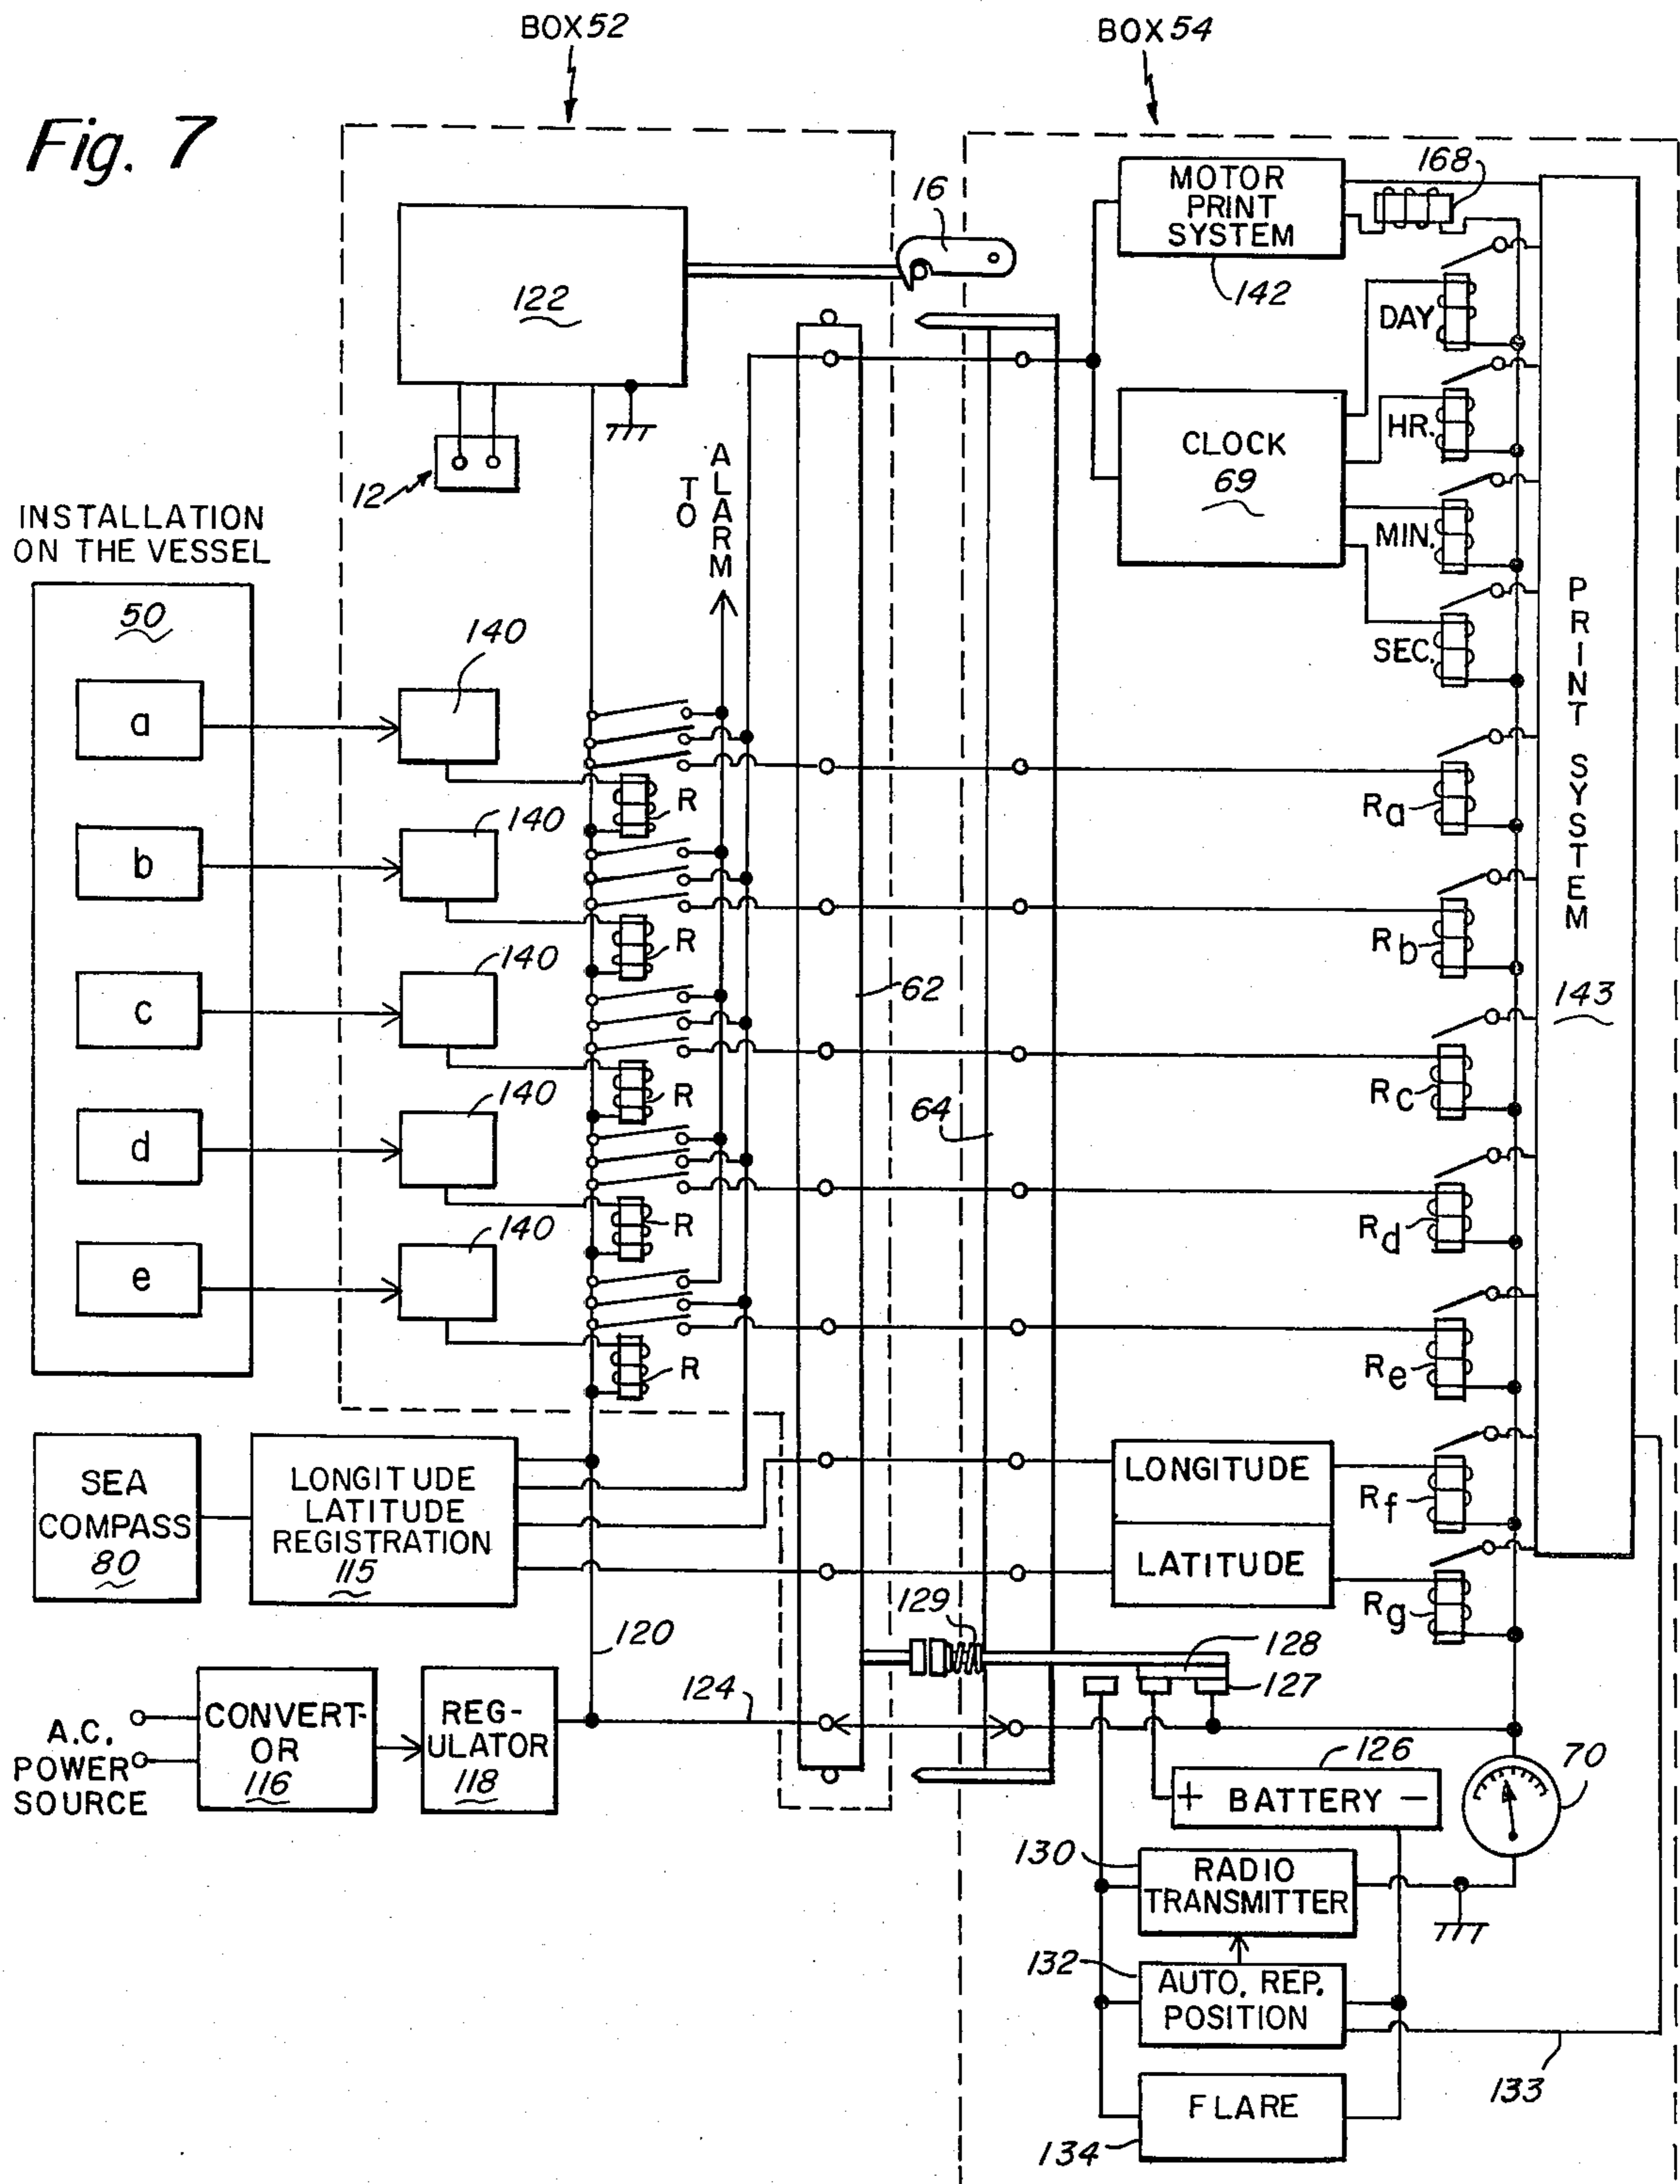 BOX 52
BOX 54
Fig. 7
16
MOTOR
PRINT
SYSTEM
168
122
142
DAY
CLOCK
69
HR.
MIN.
SEC.
12
TO
ALARM
INSTALLATION
ON THE VESSEL
50
PRINT SYSTEM
143
a
140
R
Ra
b
140
R
Rb
62
c
140
R
Rc
64
d
140
R
Rd
e
140
R
Re
SEA
COMPASS
80
LONGITUDE
LATITUDE
REGISTRATION
115
LONGITUDE
LATITUDE
Rf
Rg
129
120
128
127
124
A.C.
POWER
SOURCE
CONVERT-
OR
116
REG-
ULATOR
118
126
+ BATTERY -
70
130
RADIO
TRANSMITTER
132
AUTO. REP.
POSITION
133
FLARE
134